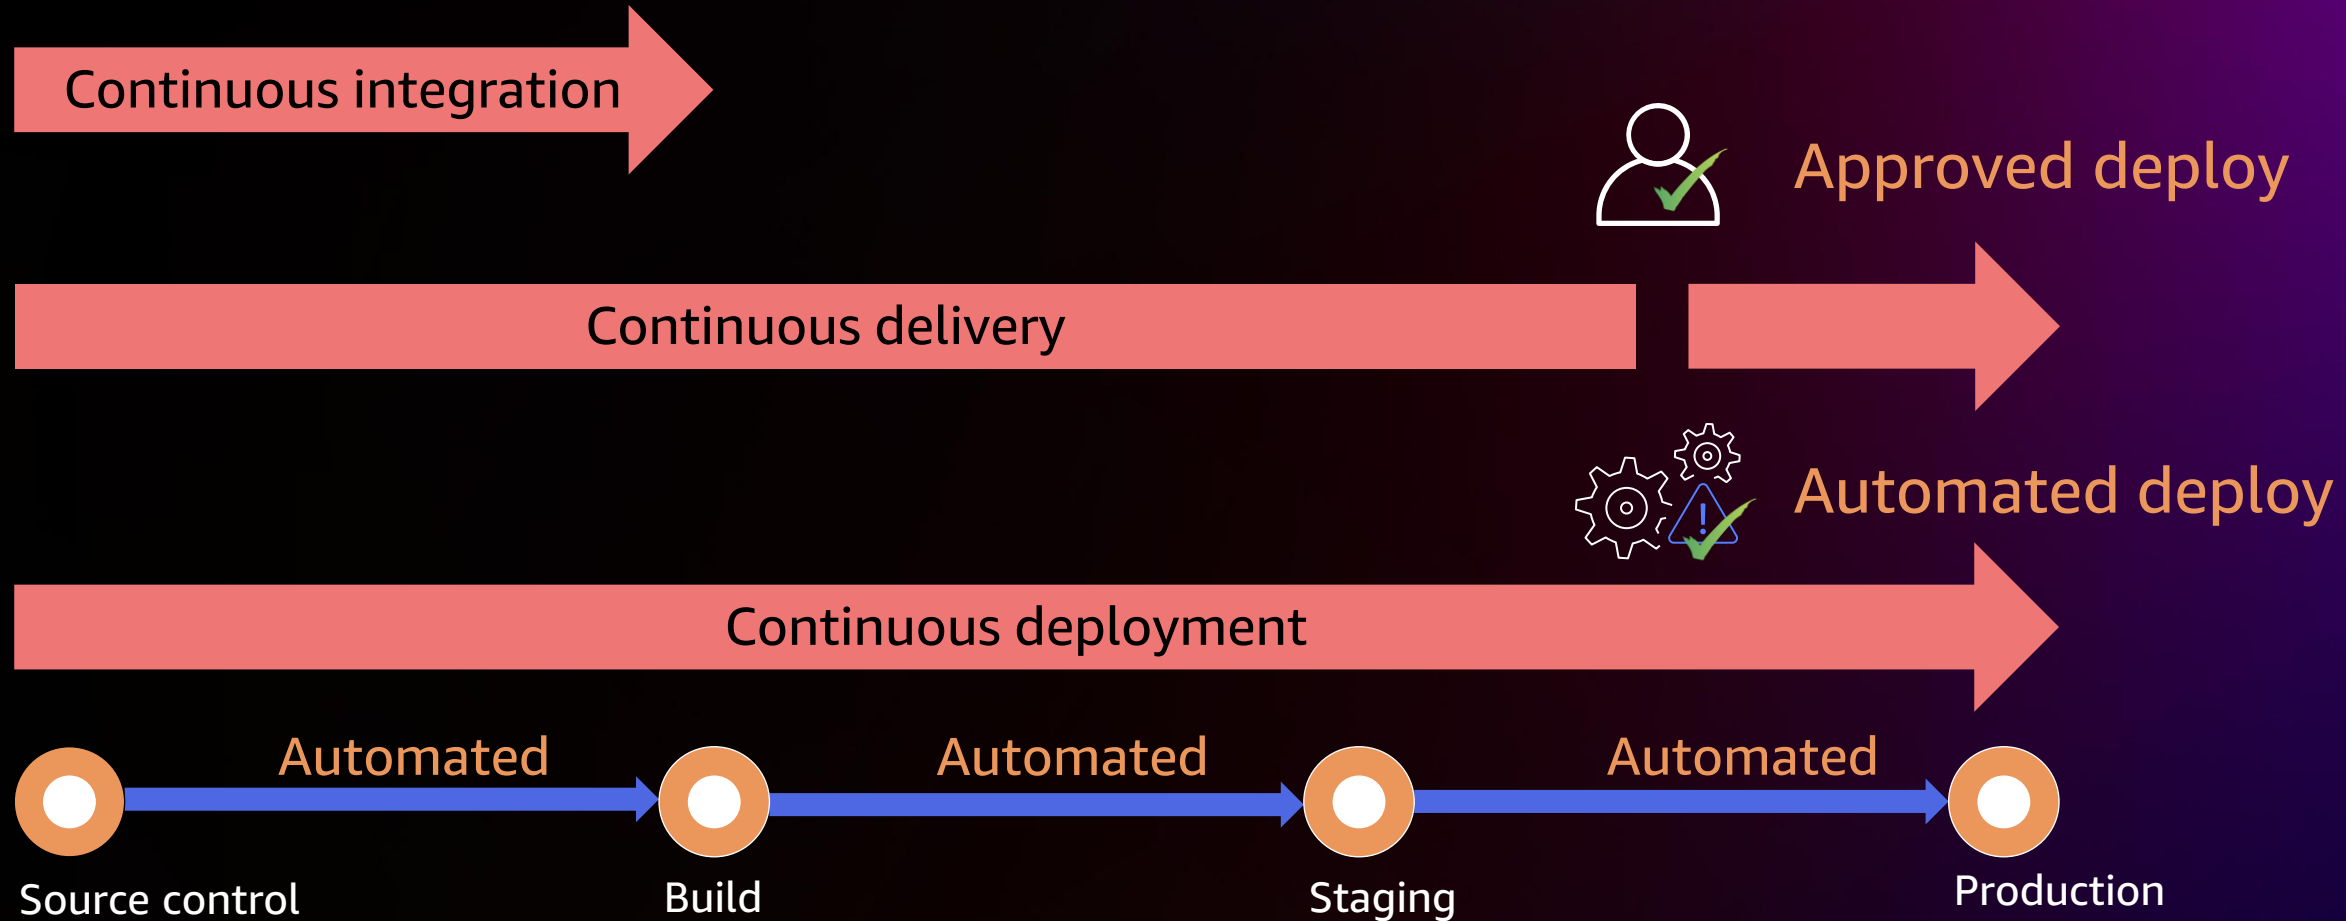 Continuous integration
Approved deploy
Continuous delivery
Automated deploy
Continuous deployment
Automated
Automated
Automated
Source control
Build
Staging
Production